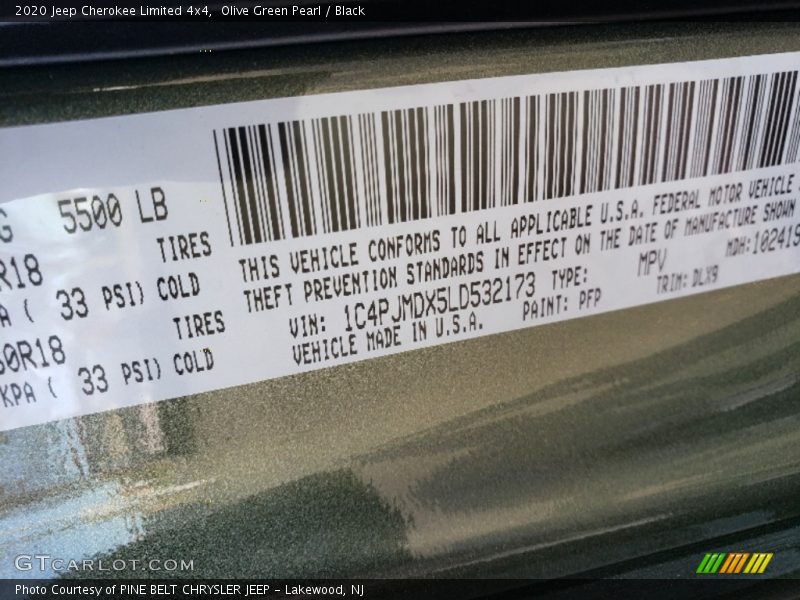 2020 Jeep Cherokee Limited 4x4, Olive Green Pearl / Black
G 5500 LB
R18 TIRES
A ( 33 PSI) COLD
60R18 TIRES
KPA ( 33 PSI) COLD
THIS VEHICLE CONFORMS TO ALL APPLICABLE U.S.A. FEDERAL MOTOR VEHICLE
THEFT PREVENTION STANDARDS IN EFFECT ON THE DATE OF MANUFACTURE SHOWN
VIN: 1C4PJMDX5LD532173 TYPE: MPV MDH:102419
VEHICLE MADE IN U.S.A. PAINT: PFP TRIM: DLX9
GTCARLOT.COM
Photo Courtesy of PINE BELT CHRYSLER JEEP - Lakewood, NJ